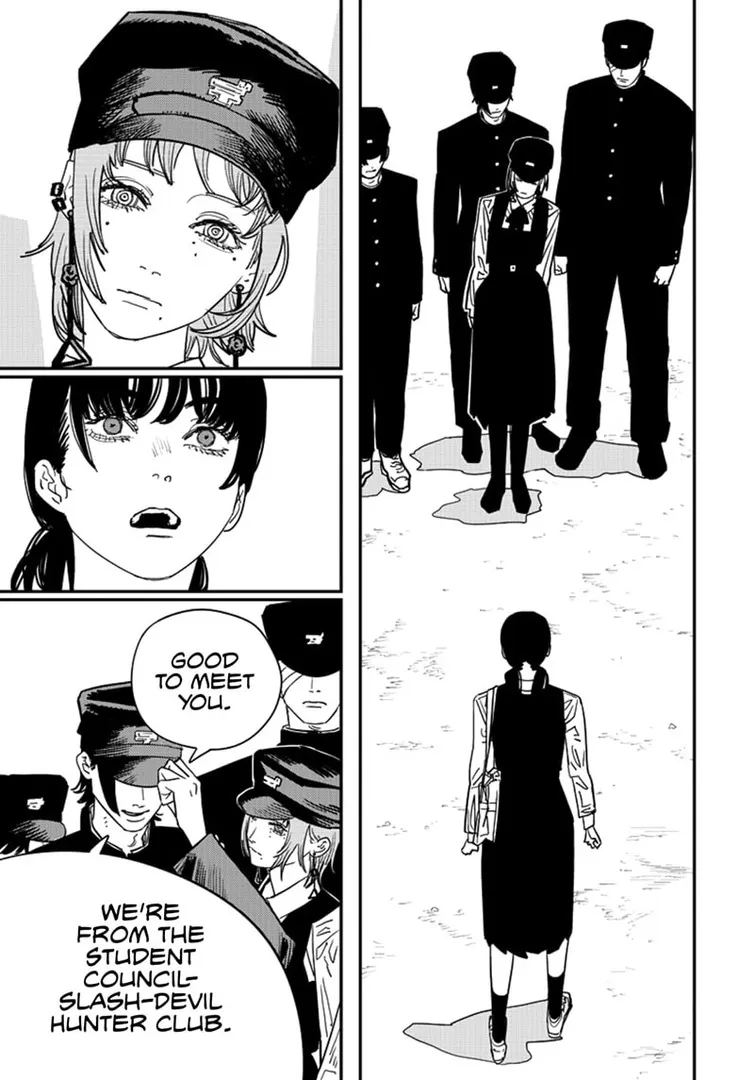 GOOD
TO MEET
YOU.
WE'RE
FROM THE
STUDENT
COUNCIL-
SLASH-DEVIL
HUNTER CLUB.